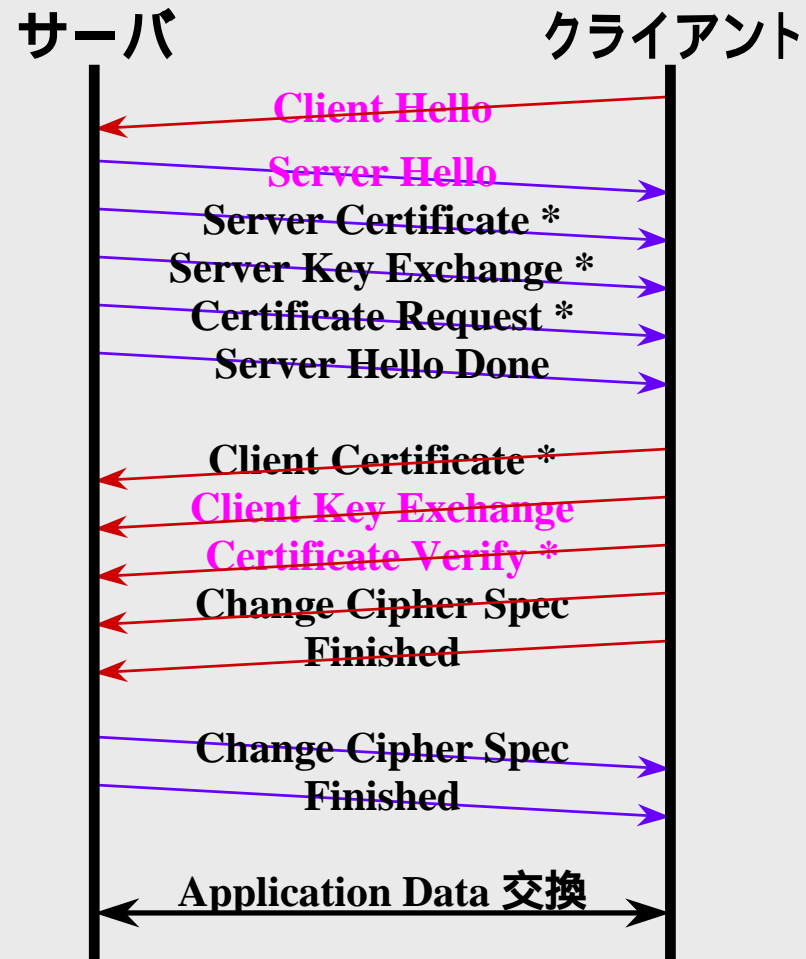 サーバ クライアント
Client Hello
Server Hello
Server Certificate *
Server Key Exchange *
Certificate Request *
Server Hello Done
Client Certificate *
Client Key Exchange
Certificate Verify *
Change Cipher Spec
Finished
Change Cipher Spec
Finished
Application Data 交換